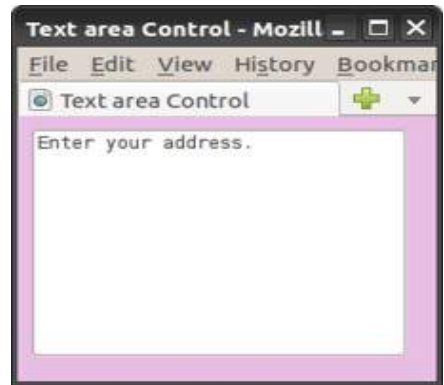 Text area Control - Mozill
File Edit View History Bookmar
Text area Control
Enter your address.